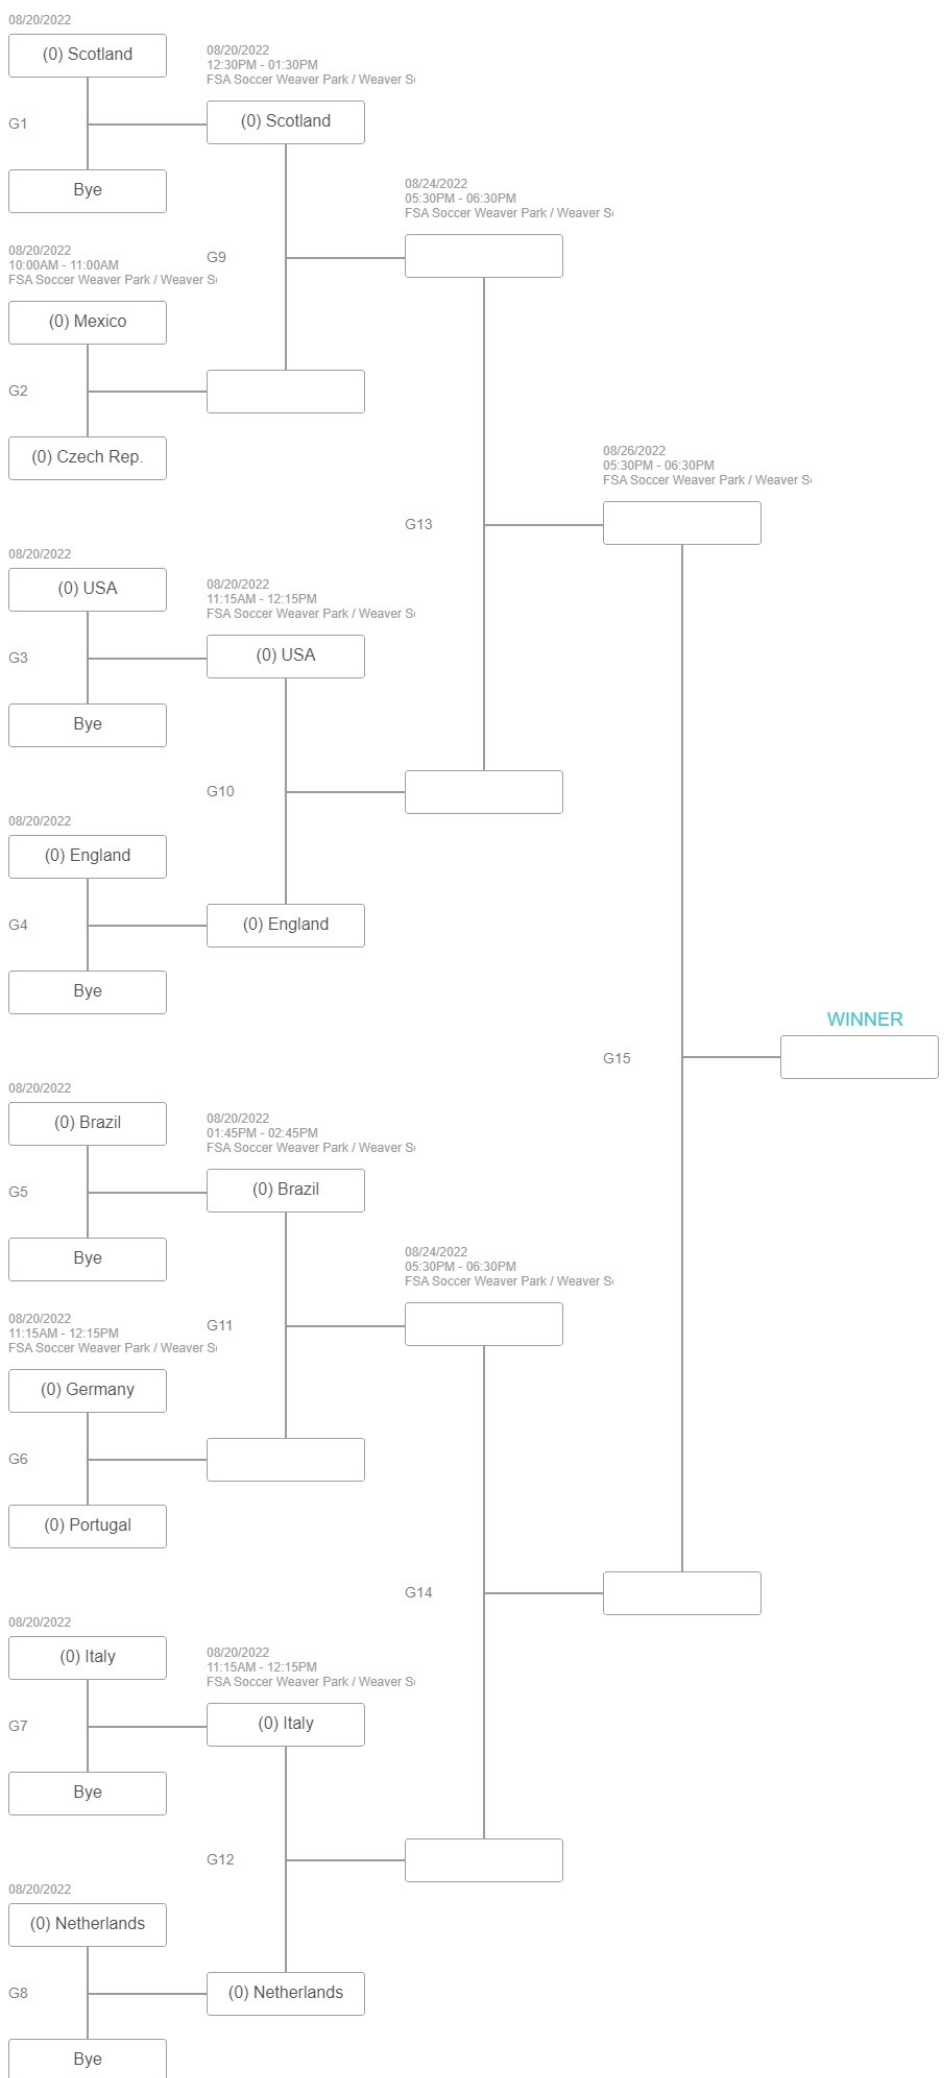 08/20/2022
(0) Scotland
G1
Bye
08/20/2022
10:00AM - 11:00AM
FSA Soccer Weaver Park / Weaver
(0) Mexico
G2
(0) Czech Rep.
08/20/2022
(0) USA
G3
Bye
08/20/2022
(0) England
G4
Bye
08/20/2022
(0) Brazil
G5
Bye
08/20/2022
11:15AM - 12:15PM
FSA Soccer Weaver Park / Weaver
(0) Germany
G6
(0) Portugal
08/20/2022
(0) Italy
G7
Bye
08/20/2022
(0) Netherlands
G8
Bye
08/20/2022
12:30PM - 01:30PM
FSA Soccer Weaver Park / Weaver
(0) Scotland
G9
08/20/2022
11:15AM - 12:15PM
FSA Soccer Weaver Park / Weaver
(0) USA
G10
(0) England
08/20/2022
01:45PM - 02:45PM
FSA Soccer Weaver Park / Weaver
(0) Brazil
G11
08/20/2022
11:15AM - 12:15PM
FSA Soccer Weaver Park / Weaver
(0) Italy
G12
(0) Netherlands
08/24/2022
05:30PM - 06:30PM
FSA Soccer Weaver Park / Weaver
G13
08/24/2022
05:30PM - 06:30PM
FSA Soccer Weaver Park / Weaver
G14
08/26/2022
05:30PM - 06:30PM
FSA Soccer Weaver Park / Weaver
G15
WINNER